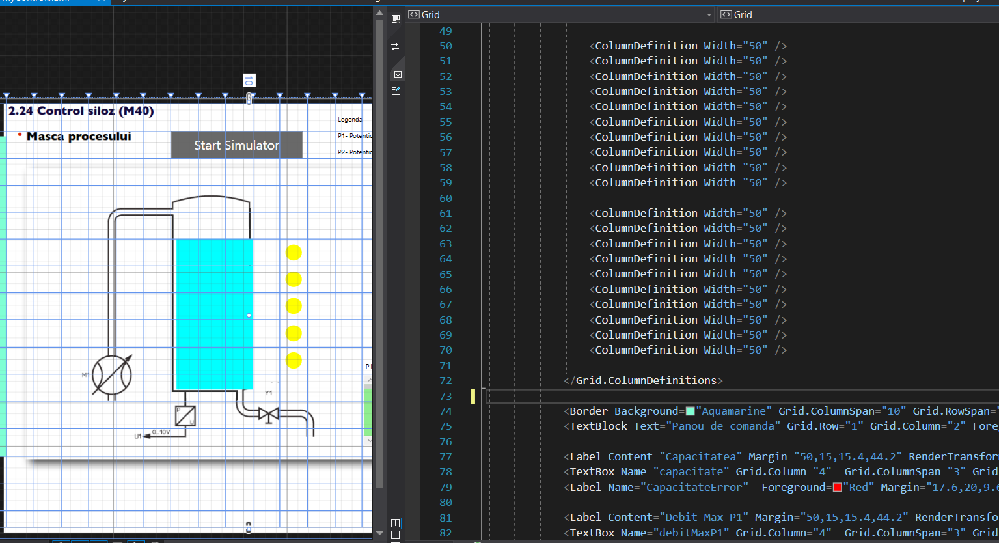 Grid
Grid
10
2.24 Control siloz (M40)
• Masca procesului
Start Simulator
Legenda
P1- Potentio
P2- Potentio
P1
M1
Y1
P
U
U1
0...10V
49
50 <ColumnDefinition Width="50" />
51 <ColumnDefinition Width="50" />
52 <ColumnDefinition Width="50" />
53 <ColumnDefinition Width="50" />
54 <ColumnDefinition Width="50" />
55 <ColumnDefinition Width="50" />
56 <ColumnDefinition Width="50" />
57 <ColumnDefinition Width="50" />
58 <ColumnDefinition Width="50" />
59 <ColumnDefinition Width="50" />
60
61 <ColumnDefinition Width="50" />
62 <ColumnDefinition Width="50" />
63 <ColumnDefinition Width="50" />
64 <ColumnDefinition Width="50" />
65 <ColumnDefinition Width="50" />
66 <ColumnDefinition Width="50" />
67 <ColumnDefinition Width="50" />
68 <ColumnDefinition Width="50" />
69 <ColumnDefinition Width="50" />
70 <ColumnDefinition Width="50" />
71
72 </Grid.ColumnDefinitions>
73
74 <Border Background="Aquamarine" Grid.ColumnSpan="10" Grid.RowSpan="
75 <TextBlock Text="Panou de comanda" Grid.Row="1" Grid.Column="2" Fore
76
77 <Label Content="Capacitatea" Margin="50,15,15.4,44.2" RenderTransfor
78 <TextBox Name="capacitate" Grid.Column="4" Grid.ColumnSpan="3" Grid
79 <Label Name="CapacitateError" Foreground="Red" Margin="17.6,20,9.6
80
81 <Label Content="Debit Max P1" Margin="50,15,15.4,44.2" RenderTransfo
82 <TextBox Name="debitMaxP1" Grid.Column="4" Grid.ColumnSpan="3" Grid